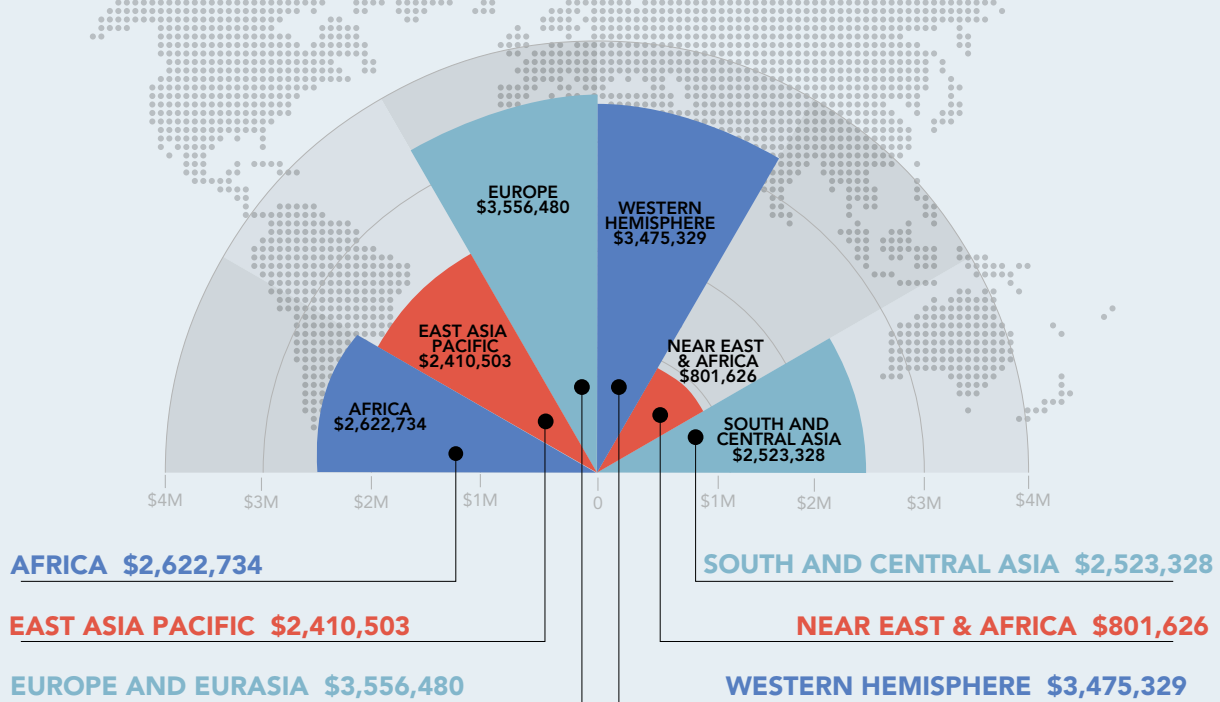 EUROPE
$3,556,480
WESTERN
HEMISPHERE
$3,475,329
EAST ASIA
PACIFIC
$2,410,503
NEAR EAST
& AFRICA
$801,626
AFRICA
$2,622,734
SOUTH AND
CENTRAL ASIA
$2,523,328
$4M $3M $2M $1M 0 $1M $2M $3M $4M
AFRICA $2,622,734
SOUTH AND CENTRAL ASIA $2,523,328
EAST ASIA PACIFIC $2,410,503
NEAR EAST & AFRICA $801,626
EUROPE AND EURASIA $3,556,480
WESTERN HEMISPHERE $3,475,329